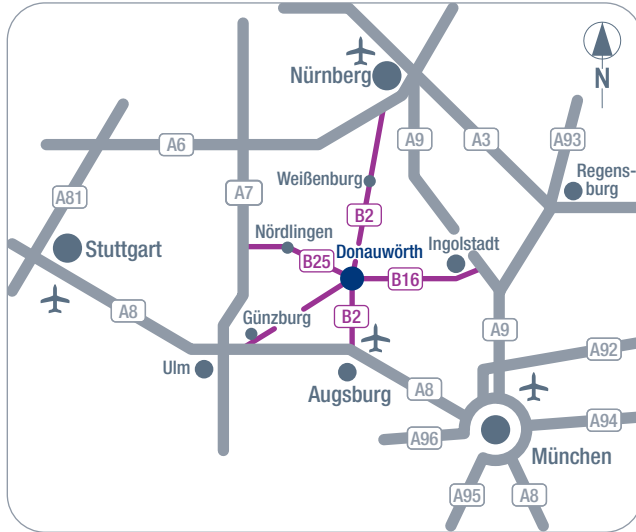 Nürnberg
N
A6
A9
A3
A93
A81
A7
Weißenburg
Regens-
burg
B2
Nördlingen
Donauwörth
Ingolstadt
Stuttgart
B25
B16
A8
Günzburg
B2
A9
A92
Ulm
Augsburg
A8
A94
A96
München
A95
A8